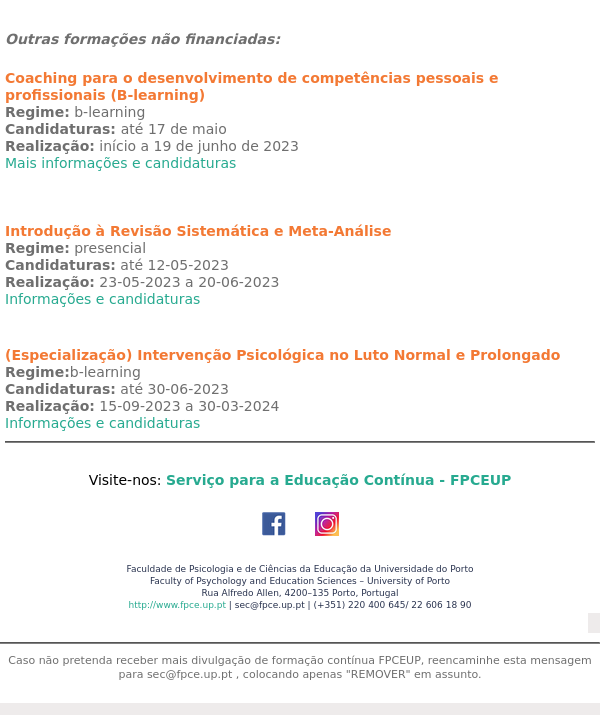 Outras formações não financiadas:
Coaching para o desenvolvimento de competências pessoais e
profissionais (B-learning)
Regime: b-learning
Candidaturas: até 17 de maio
Realização: início a 19 de junho de 2023
Mais informações e candidaturas
Introdução à Revisão Sistemática e Meta-Análise
Regime: presencial
Candidaturas: até 12-05-2023
Realização: 23-05-2023 a 20-06-2023
Informações e candidaturas
(Especialização) Intervenção Psicológica no Luto Normal e Prolongado
Regime:b-learning
Candidaturas: até 30-06-2023
Realização: 15-09-2023 a 30-03-2024
Informações e candidaturas
Visite-nos: Serviço para a Educação Contínua - FPCEUP
Faculdade de Psicologia e de Ciências da Educação da Universidade do Porto
Faculty of Psychology and Education Sciences – University of Porto
Rua Alfredo Allen, 4200–135 Porto, Portugal
http://www.fpce.up.pt | sec@fpce.up.pt | (+351) 220 400 645/ 22 606 18 90
Caso não pretenda receber mais divulgação de formação contínua FPCEUP, reencaminhe esta mensagem
para sec@fpce.up.pt , colocando apenas "REMOVER" em assunto.